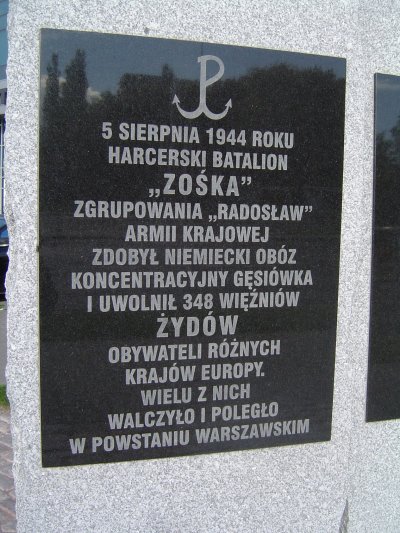 5 SIERPNIA 1944 ROKU
HARCERSKI BATALION
„ZOŚKA”
ZGRUPOWANIA „RADOSŁAW”
ARMII KRAJOWEJ
ZDOBYŁ NIEMIECKI OBÓZ
KONCENTRACYJNY GĘSIÓWKA
I UWOLNIŁ 348 WIĘŹNIÓW
ŻYDÓW
OBYWATELI RÓŻNYCH
KRAJÓW EUROPY.
WIELU Z NICH
WALCZYŁO I POLEGŁO
W POWSTANIU WARSZAWSKIM